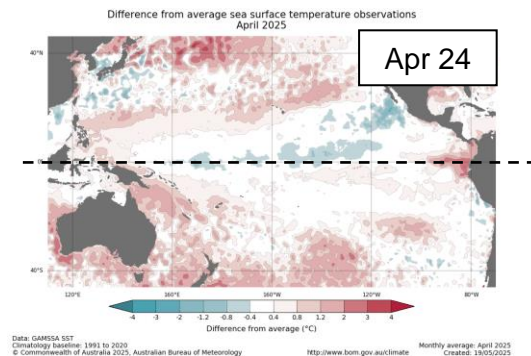 Difference from average sea surface temperature observations
April 2025
Apr 24
40°N
0°
40°S
120°E
160°E
160°W
120°W
80°W
-4 -3 -2 -1.2 -0.8 -0.4 0.4 0.8 1.2 2 3 4
Difference from average (°C)
Data: GAMSSA SST
Climatology baseline: 1991 to 2020
© Commonwealth of Australia 2025, Australian Bureau of Meteorology
http://www.bom.gov.au/climate
Monthly average: April 2025
Created: 19/05/2025